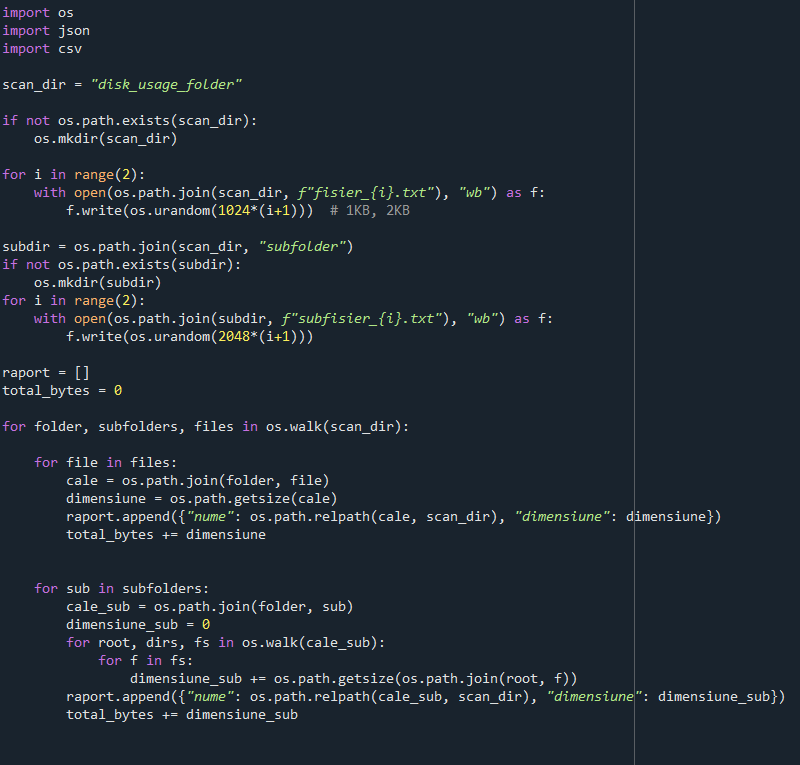 import os
import json
import csv

scan_dir = "disk_usage_folder"

if not os.path.exists(scan_dir):
    os.mkdir(scan_dir)

for i in range(2):
    with open(os.path.join(scan_dir, f"fisier_{i}.txt"), "wb") as f:
        f.write(os.urandom(1024*(i+1)))  # 1KB, 2KB

subdir = os.path.join(scan_dir, "subfolder")
if not os.path.exists(subdir):
    os.mkdir(subdir)
for i in range(2):
    with open(os.path.join(subdir, f"subfisier_{i}.txt"), "wb") as f:
        f.write(os.urandom(2048*(i+1)))

raport = []
total_bytes = 0

for folder, subfolders, files in os.walk(scan_dir):

    for file in files:
        cale = os.path.join(folder, file)
        dimensiune = os.path.getsize(cale)
        raport.append({"nume": os.path.relpath(cale, scan_dir), "dimensiune": dimensiune})
        total_bytes += dimensiune


    for sub in subfolders:
        cale_sub = os.path.join(folder, sub)
        dimensiune_sub = 0
        for root, dirs, fs in os.walk(cale_sub):
            for f in fs:
                dimensiune_sub += os.path.getsize(os.path.join(root, f))
        raport.append({"nume": os.path.relpath(cale_sub, scan_dir), "dimensiune": dimensiune_sub})
        total_bytes += dimensiune_sub